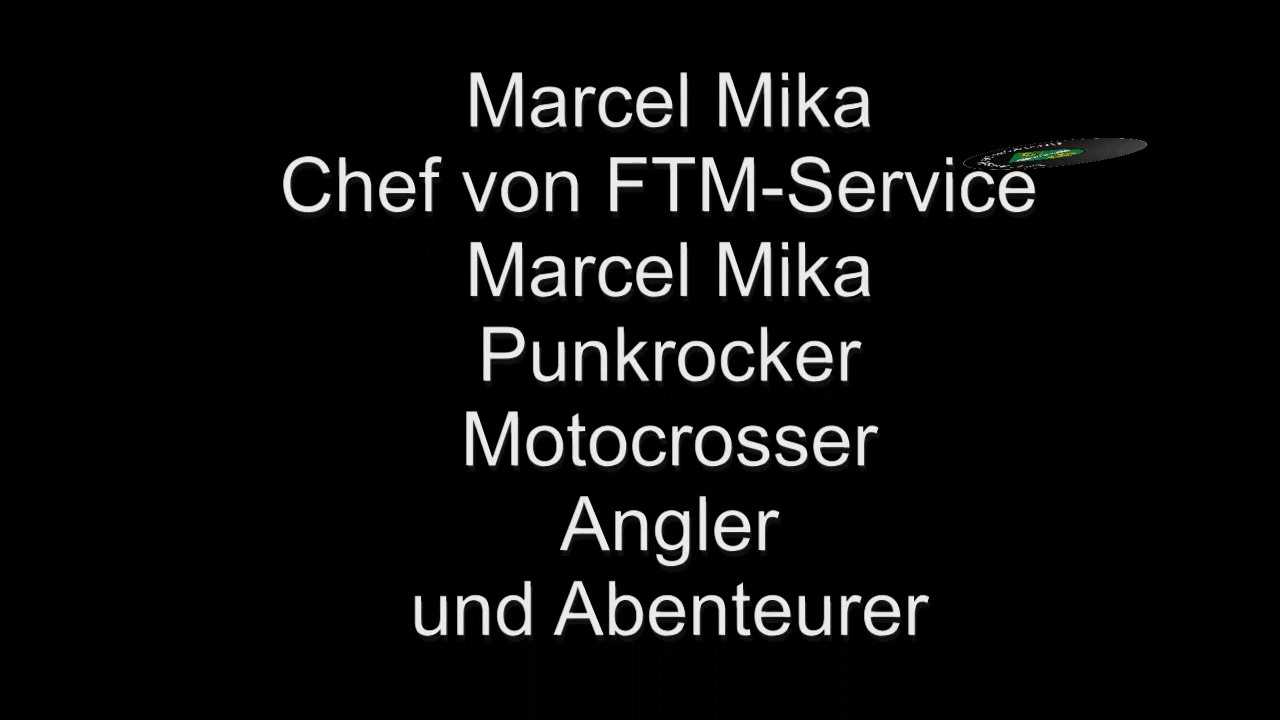 Marcel Mika
Chef von FTM-Service
Marcel Mika
Punkrocker
Motocrosser
Angler
und Abenteurer